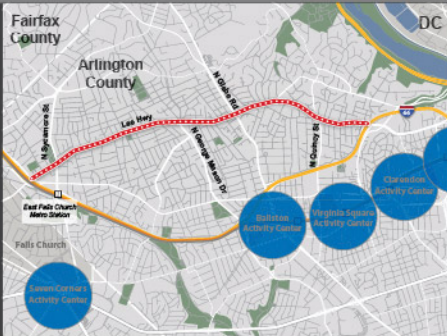 Fairfax
County
DC
Arlington
County
N Sycamore St
Lee Hwy
N Glebe Rd
N George Mason Dr
N Quincy St
66
East Falls Church
Metro Station
Falls Church
Ballston
Activity Center
Virginia Square
Activity Center
Clarendon
Activity Center
Seven Corners
Activity Center